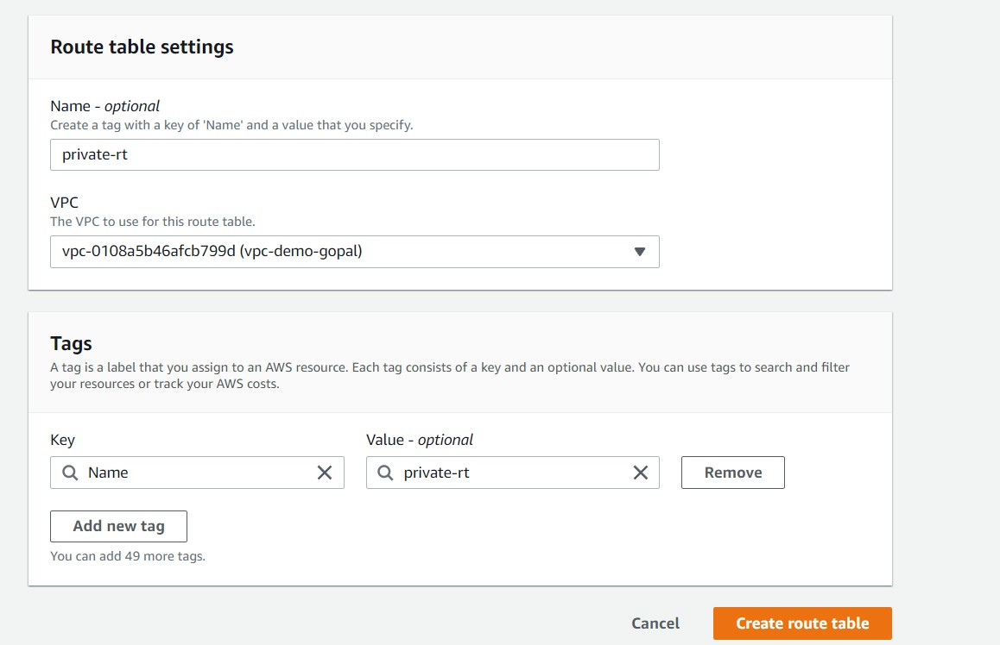 Route table settings
Name - optional
Create a tag with a key of 'Name' and a value that you specify.
private-rt
VPC
The VPC to use for this route table.
vpc-0108a5b46afcb799d (vpc-demo-gopal)
Tags
A tag is a label that you assign to an AWS resource. Each tag consists of a key and an optional value. You can use tags to search and filter
your resources or track your AWS costs.
Key
Value - optional
Name
private-rt
Remove
Add new tag
You can add 49 more tags.
Cancel
Create route table